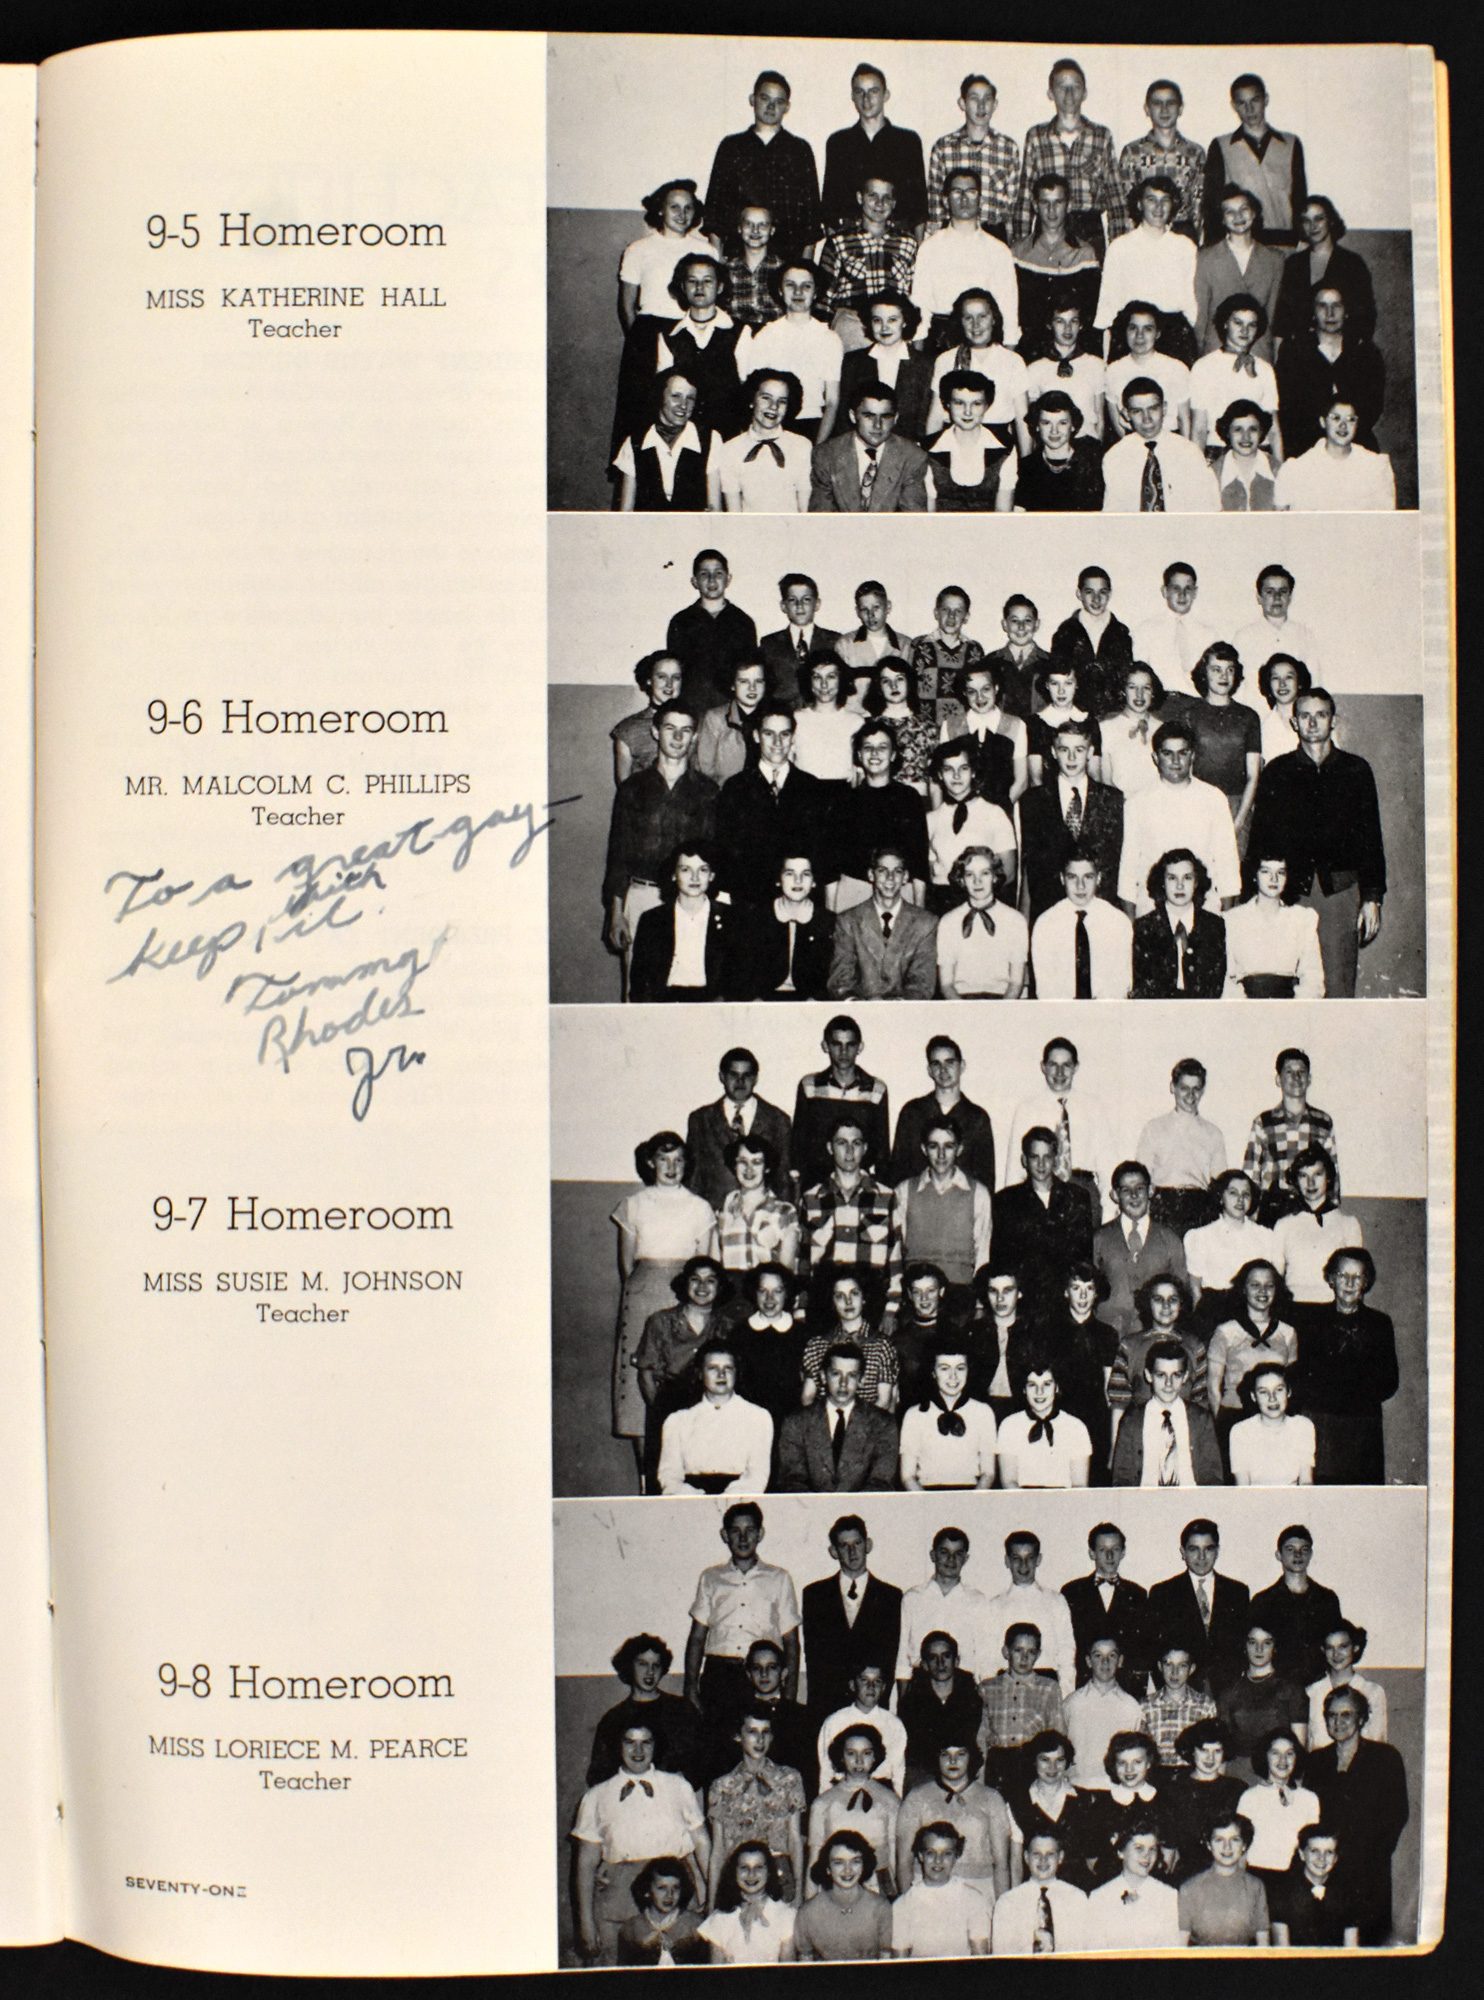 9-5 Homeroom
MISS KATHERINE HALL
Teacher
9-6 Homeroom
MR. MALCOLM C. PHILLIPS
Teacher
To a great guy-
keep it
Tommy
Rhodes
Jr.
9-7 Homeroom
MISS SUSIE M. JOHNSON
Teacher
9-8 Homeroom
MISS LORIECE M. PEARCE
Teacher
SEVENTY-ONE